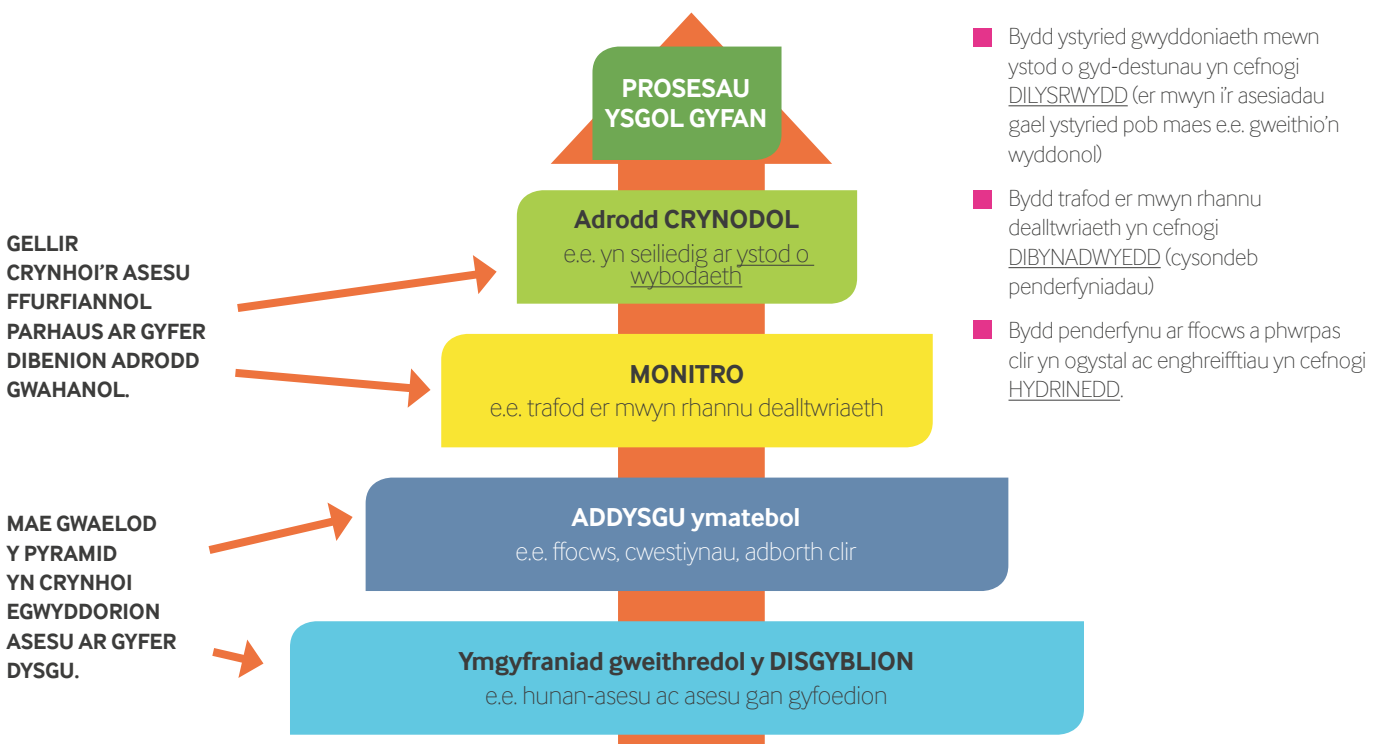 PROSESAU
YSGOL GYFAN
Adrodd CRYNODOL
e.e. yn seiliedig ar ystod o
wybodaeth
MONITRO
e.e. trafod er mwyn rhannu dealltwriaeth
ADDYSGU ymatebol
e.e. ffocws, cwestiynau, adborth clir
Ymgyfraniad gweithredol y DISGYBLION
e.e. hunan-asesu ac asesu gan gyfoedion
GELLIR
CRYNHOI'R ASESU
FFURFIANNOL
PARHAUS AR GYFER
DIBENION ADRODD
GWAHANOL.
MAE GWAELOD
Y PYRAMID
YN CRYNHOI
EGWYDDORION
ASESU AR GYFER
DYSGU.
Bydd ystyried gwyddoniaeth mewn
ystod o gyd-destunau yn cefnogi
DILYSRWYDD (er mwyn i'r asesiadau
gael ystyried pob maes e.e. gweithio'n
wyddonol)
Bydd trafod er mwyn rhannu
dealltwriaeth yn cefnogi
DIBYNADWYEDD (cysondeb
penderfyniadau)
Bydd penderfynu ar ffocws a phwrpas
clir yn ogystal ac enghreifftiau yn cefnogi
HYDRINEDD.